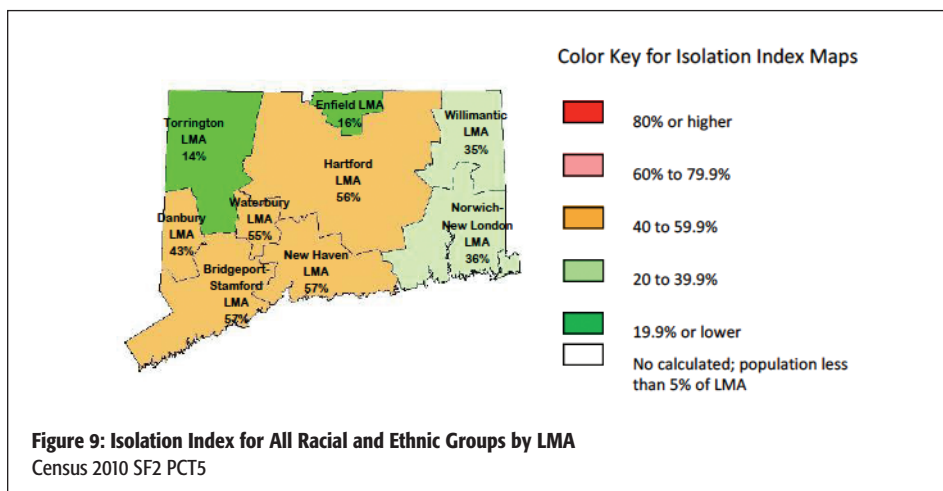 Color Key for Isolation Index Maps
Enfield LMA
16%
Torrington
LMA
14%
Willimantic
LMA
35%
Hartford
LMA
56%
Waterbury
LMA
55%
Danbury
LMA
43%
Norwich-
New London
LMA
36%
New Haven
LMA
57%
Bridgeport-
Stamford
LMA
57%
80% or higher
60% to 79.9%
40 to 59.9%
20 to 39.9%
19.9% or lower
No calculated; population less
than 5% of LMA
Figure 9: Isolation Index for All Racial and Ethnic Groups by LMA
Census 2010 SF2 PCT5